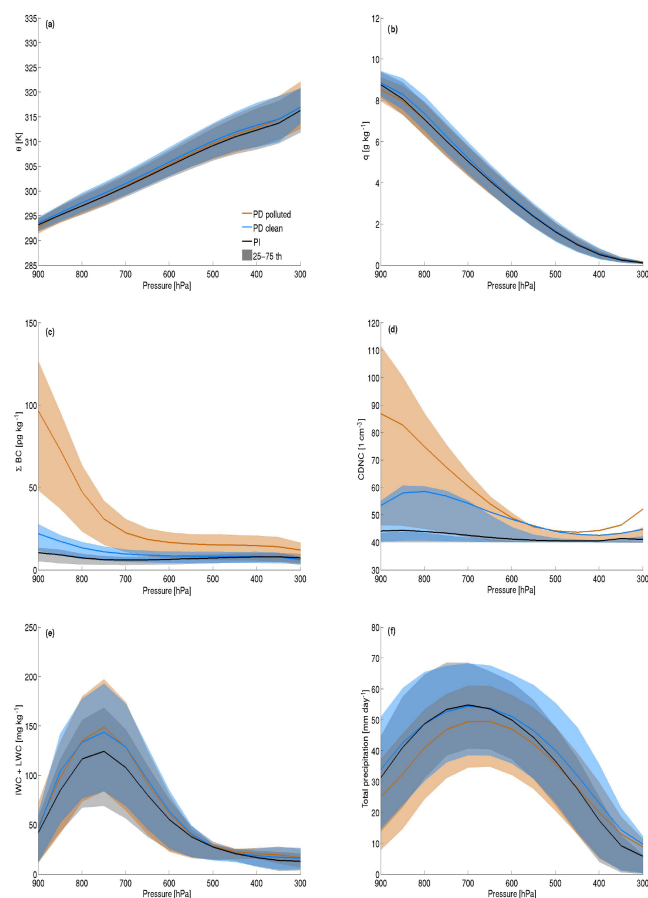 (a)
335
330
325
320
315
310
305
300
295
290
285
θ [K]
PD polluted
PD clean
PI
25−75 th
900 800 700 600 500 400 300
Pressure [hPa]
(b)
12
10
8
6
4
2
0
q [g kg⁻¹]
900 800 700 600 500 400 300
Pressure [hPa]
(c)
150
100
50
0
Σ BC [pg kg⁻¹]
900 800 700 600 500 400 300
Pressure [hPa]
(d)
120
110
100
90
80
70
60
50
40
30
CDNC [1 cm⁻³]
900 800 700 600 500 400 300
Pressure [hPa]
(e)
250
200
150
100
50
0
IWC + LWC [mg kg⁻¹]
900 800 700 600 500 400 300
Pressure [hPa]
(f)
80
70
60
50
40
30
20
10
0
Total precipitation [mm day⁻¹]
900 800 700 600 500 400 300
Pressure [hPa]